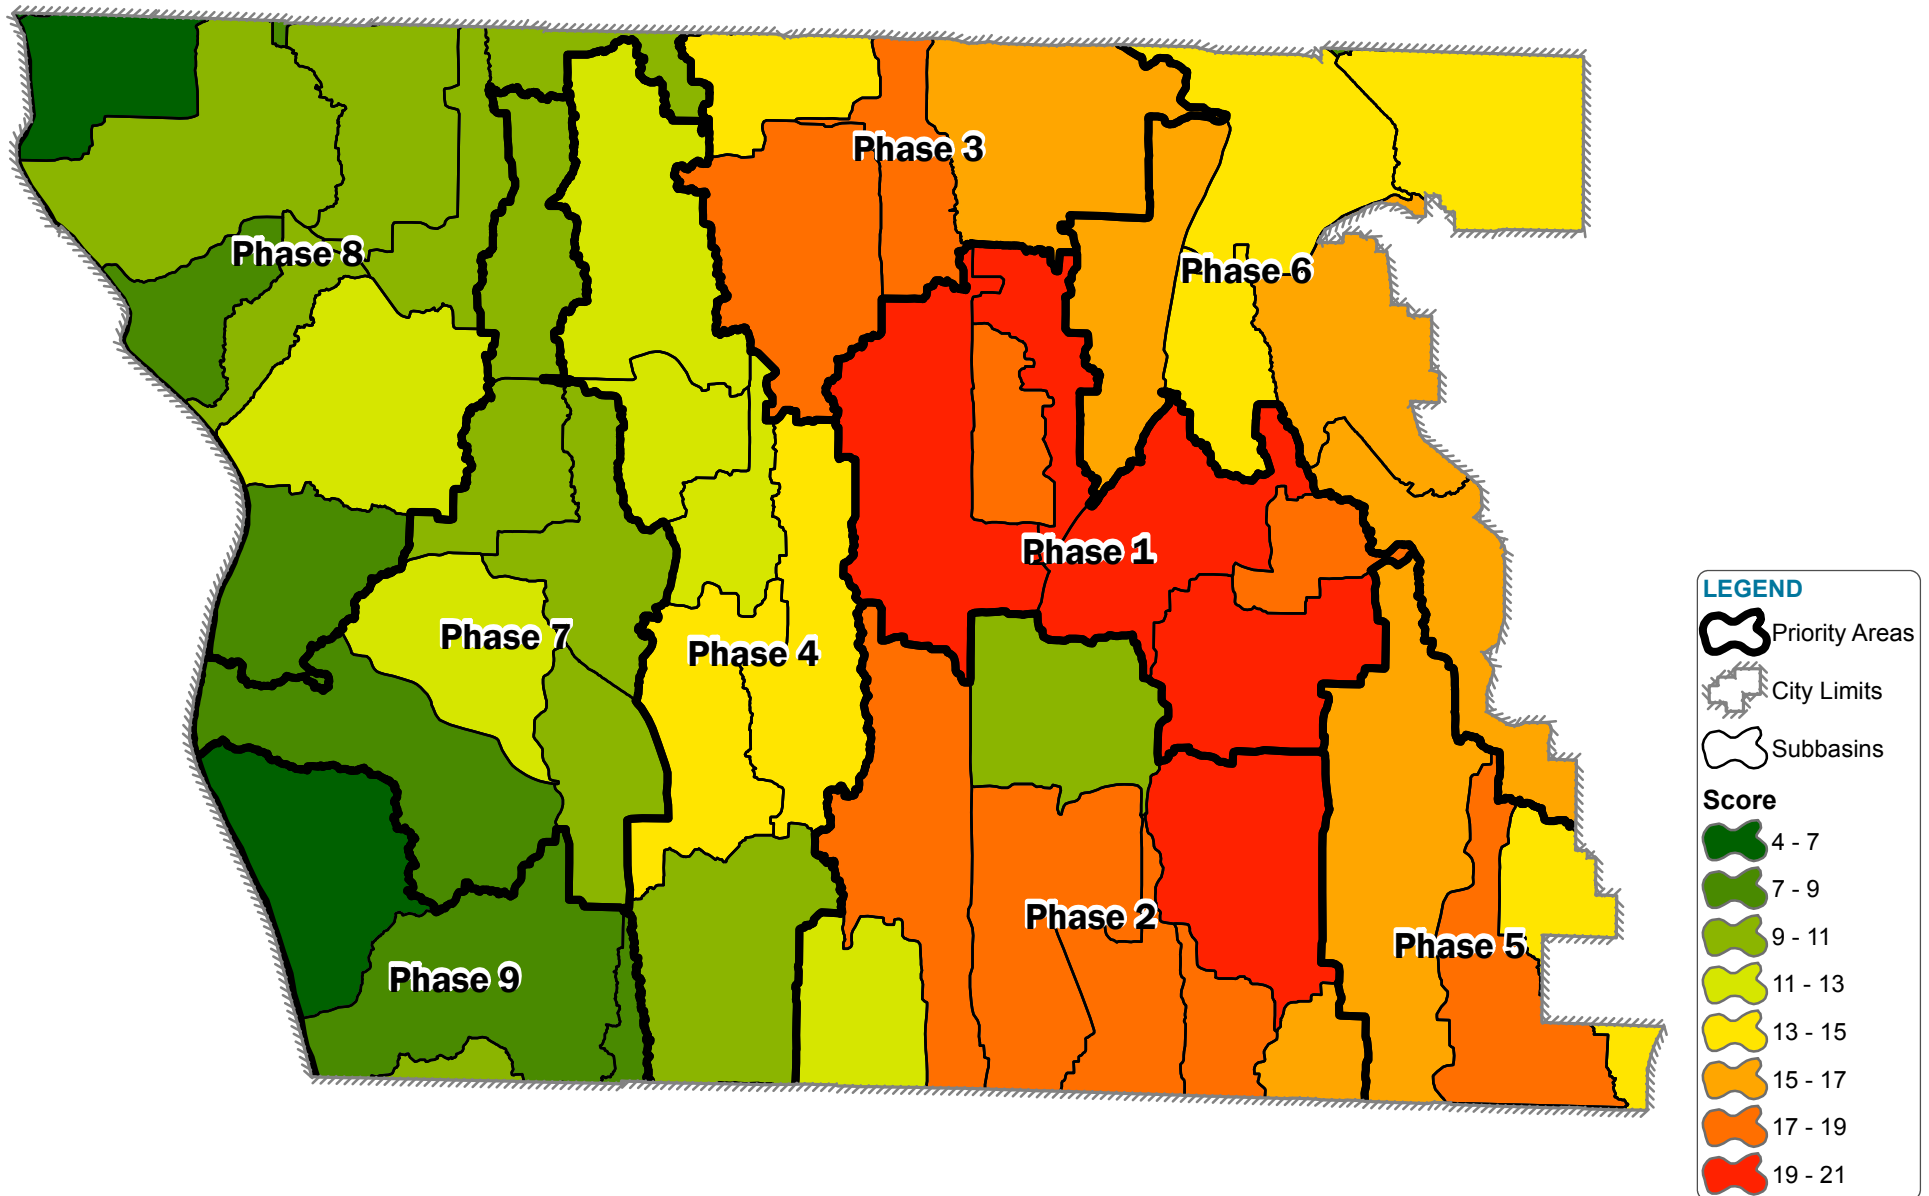 Phase 3
Phase 8
Phase 6
Phase 1
Phase 7
Phase 4
Phase 2
Phase 5
Phase 9
LEGEND
Priority Areas
City Limits
Subbasins
Score
4 - 7
7 - 9
9 - 11
11 - 13
13 - 15
15 - 17
17 - 19
19 - 21